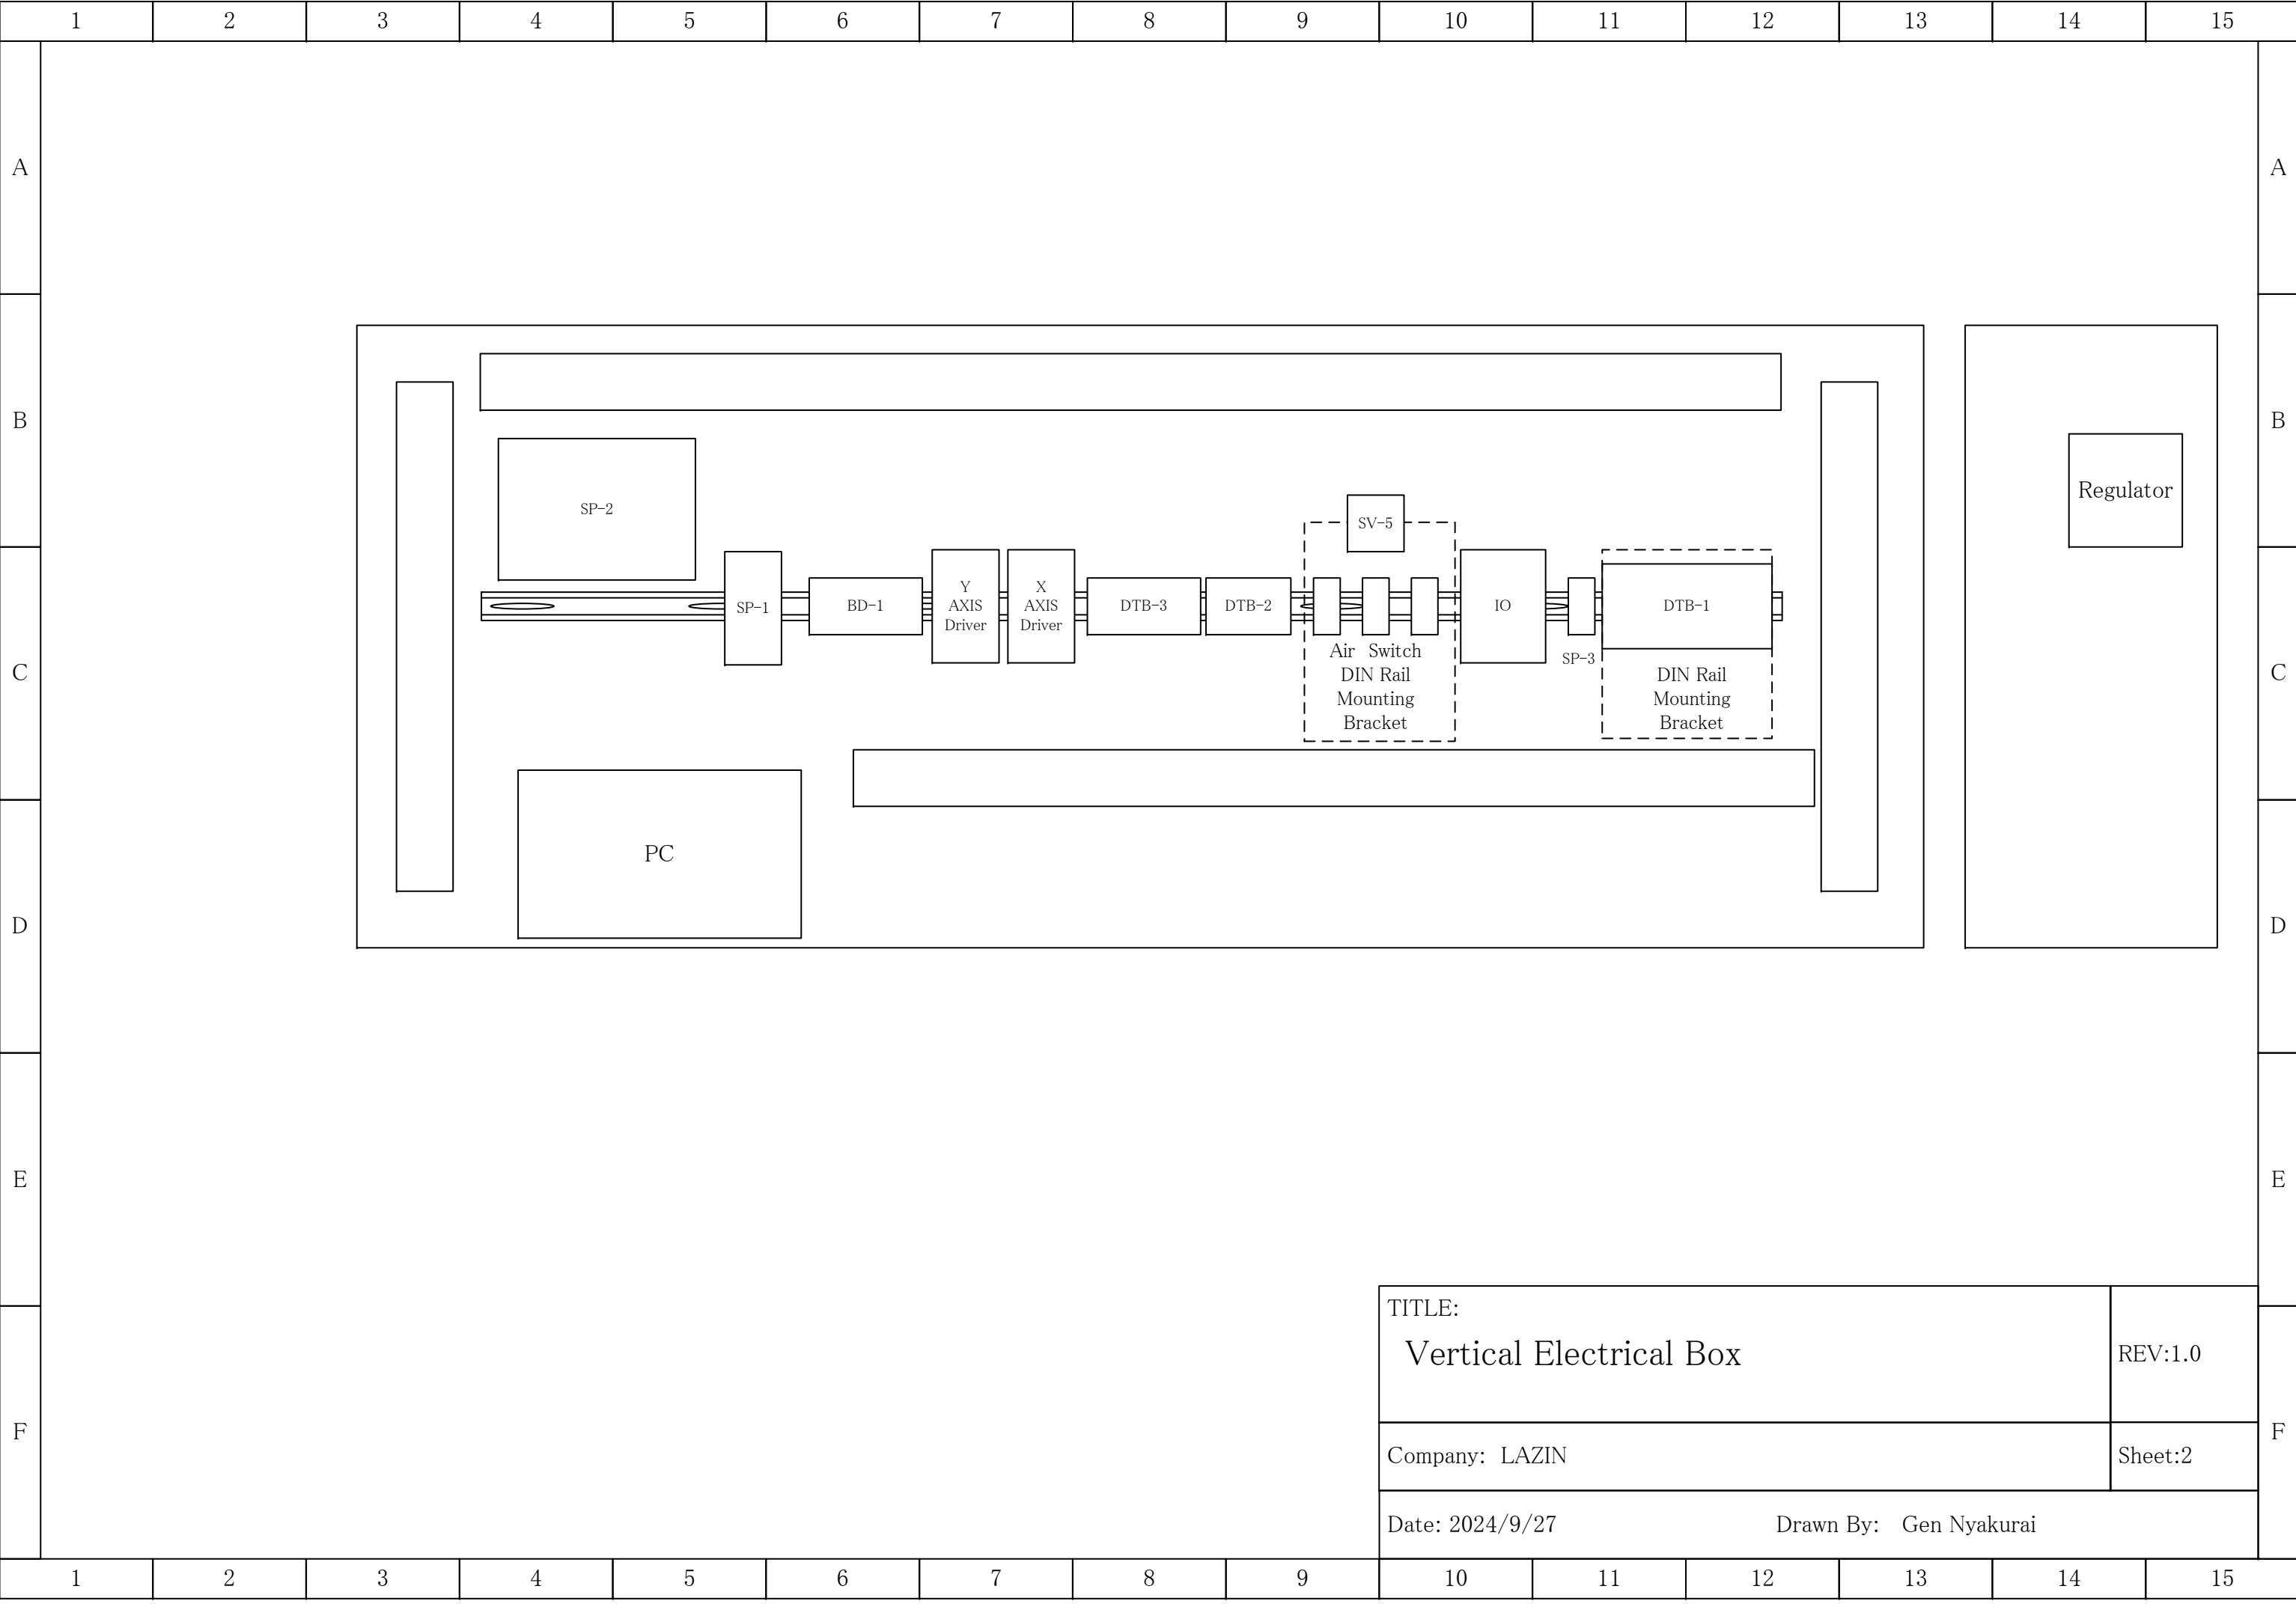 1 2 3 4 5 6 7 8 9 10 11 12 13 14 15
A A
B B
Regulator
SP-2
SV-5
Y
AXIS
Driver
X
AXIS
Driver
SP-1
BD-1
DTB-3
DTB-2
IO
DTB-1
Air Switch
DIN Rail
Mounting
Bracket
SP-3
DIN Rail
Mounting
Bracket
C C
PC
D D
E E
TITLE:
Vertical Electrical Box
REV:1.0
F F
Company: LAZIN
Sheet:2
Date: 2024/9/27 Drawn By: Gen Nyakurai
1 2 3 4 5 6 7 8 9 10 11 12 13 14 15